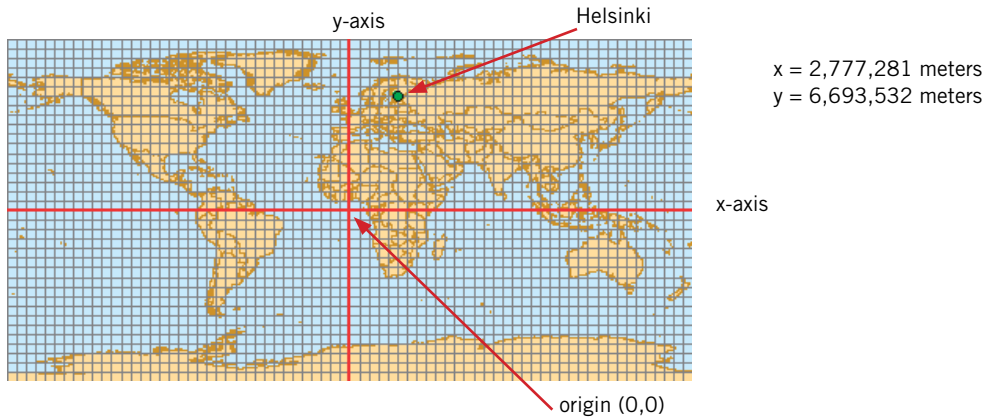 Helsinki
y-axis
x = 2,777,281 meters
y = 6,693,532 meters
x-axis
origin (0,0)